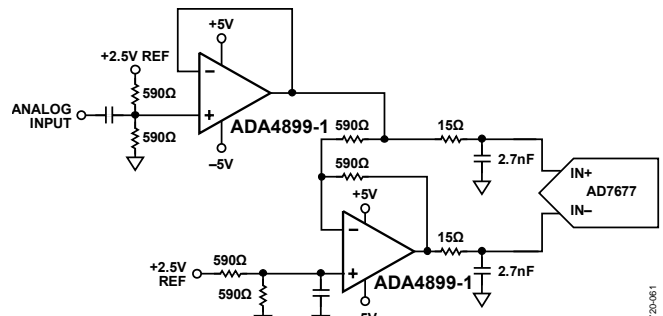 +5V
+2.5V REF
590Ω
ANALOG
INPUT
590Ω
ADA4899-1
–5V
590Ω
15Ω
590Ω
2.7nF
IN+
AD7677
IN–
+5V
15Ω
+2.5V
REF
590Ω
590Ω
ADA4899-1
2.7nF